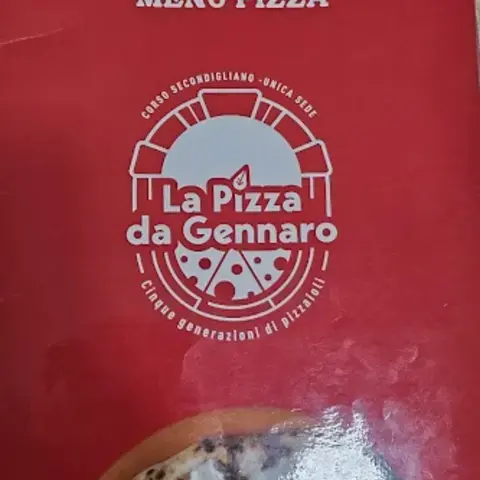 MENU PIZZA
CORSO SECONDIGLIANO - UNICA SEDE
La Pizza
da Gennaro
Cinque generazioni di pizzaioli